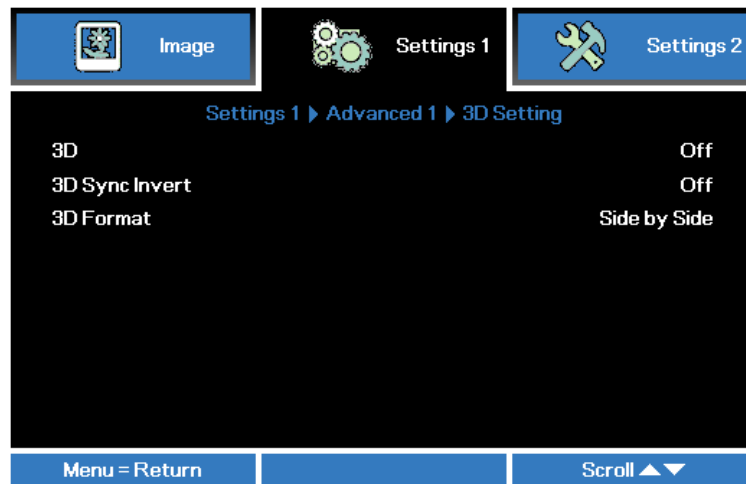 Image Settings 1 Settings 2
Settings 1 ▶ Advanced 1 ▶ 3D Setting
3D Off
3D Sync Invert Off
3D Format Side by Side
Menu = Return Scroll ▲▼